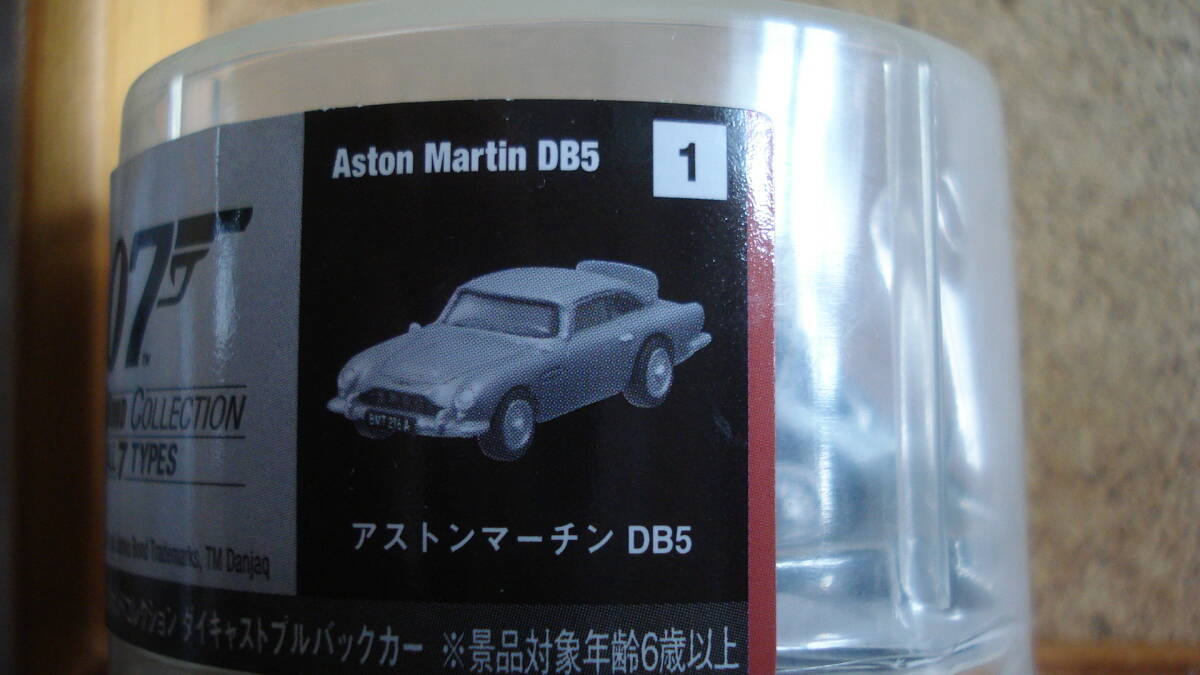 Aston Martin DB5
1
07
TM
COLLECTION
7 TYPES
BMT 216 A
アストンマーチン DB5
Bond Trademarks, TM Danjaq
コレクション ダイキャストプルバックカー ※景品対象年齢6歳以上